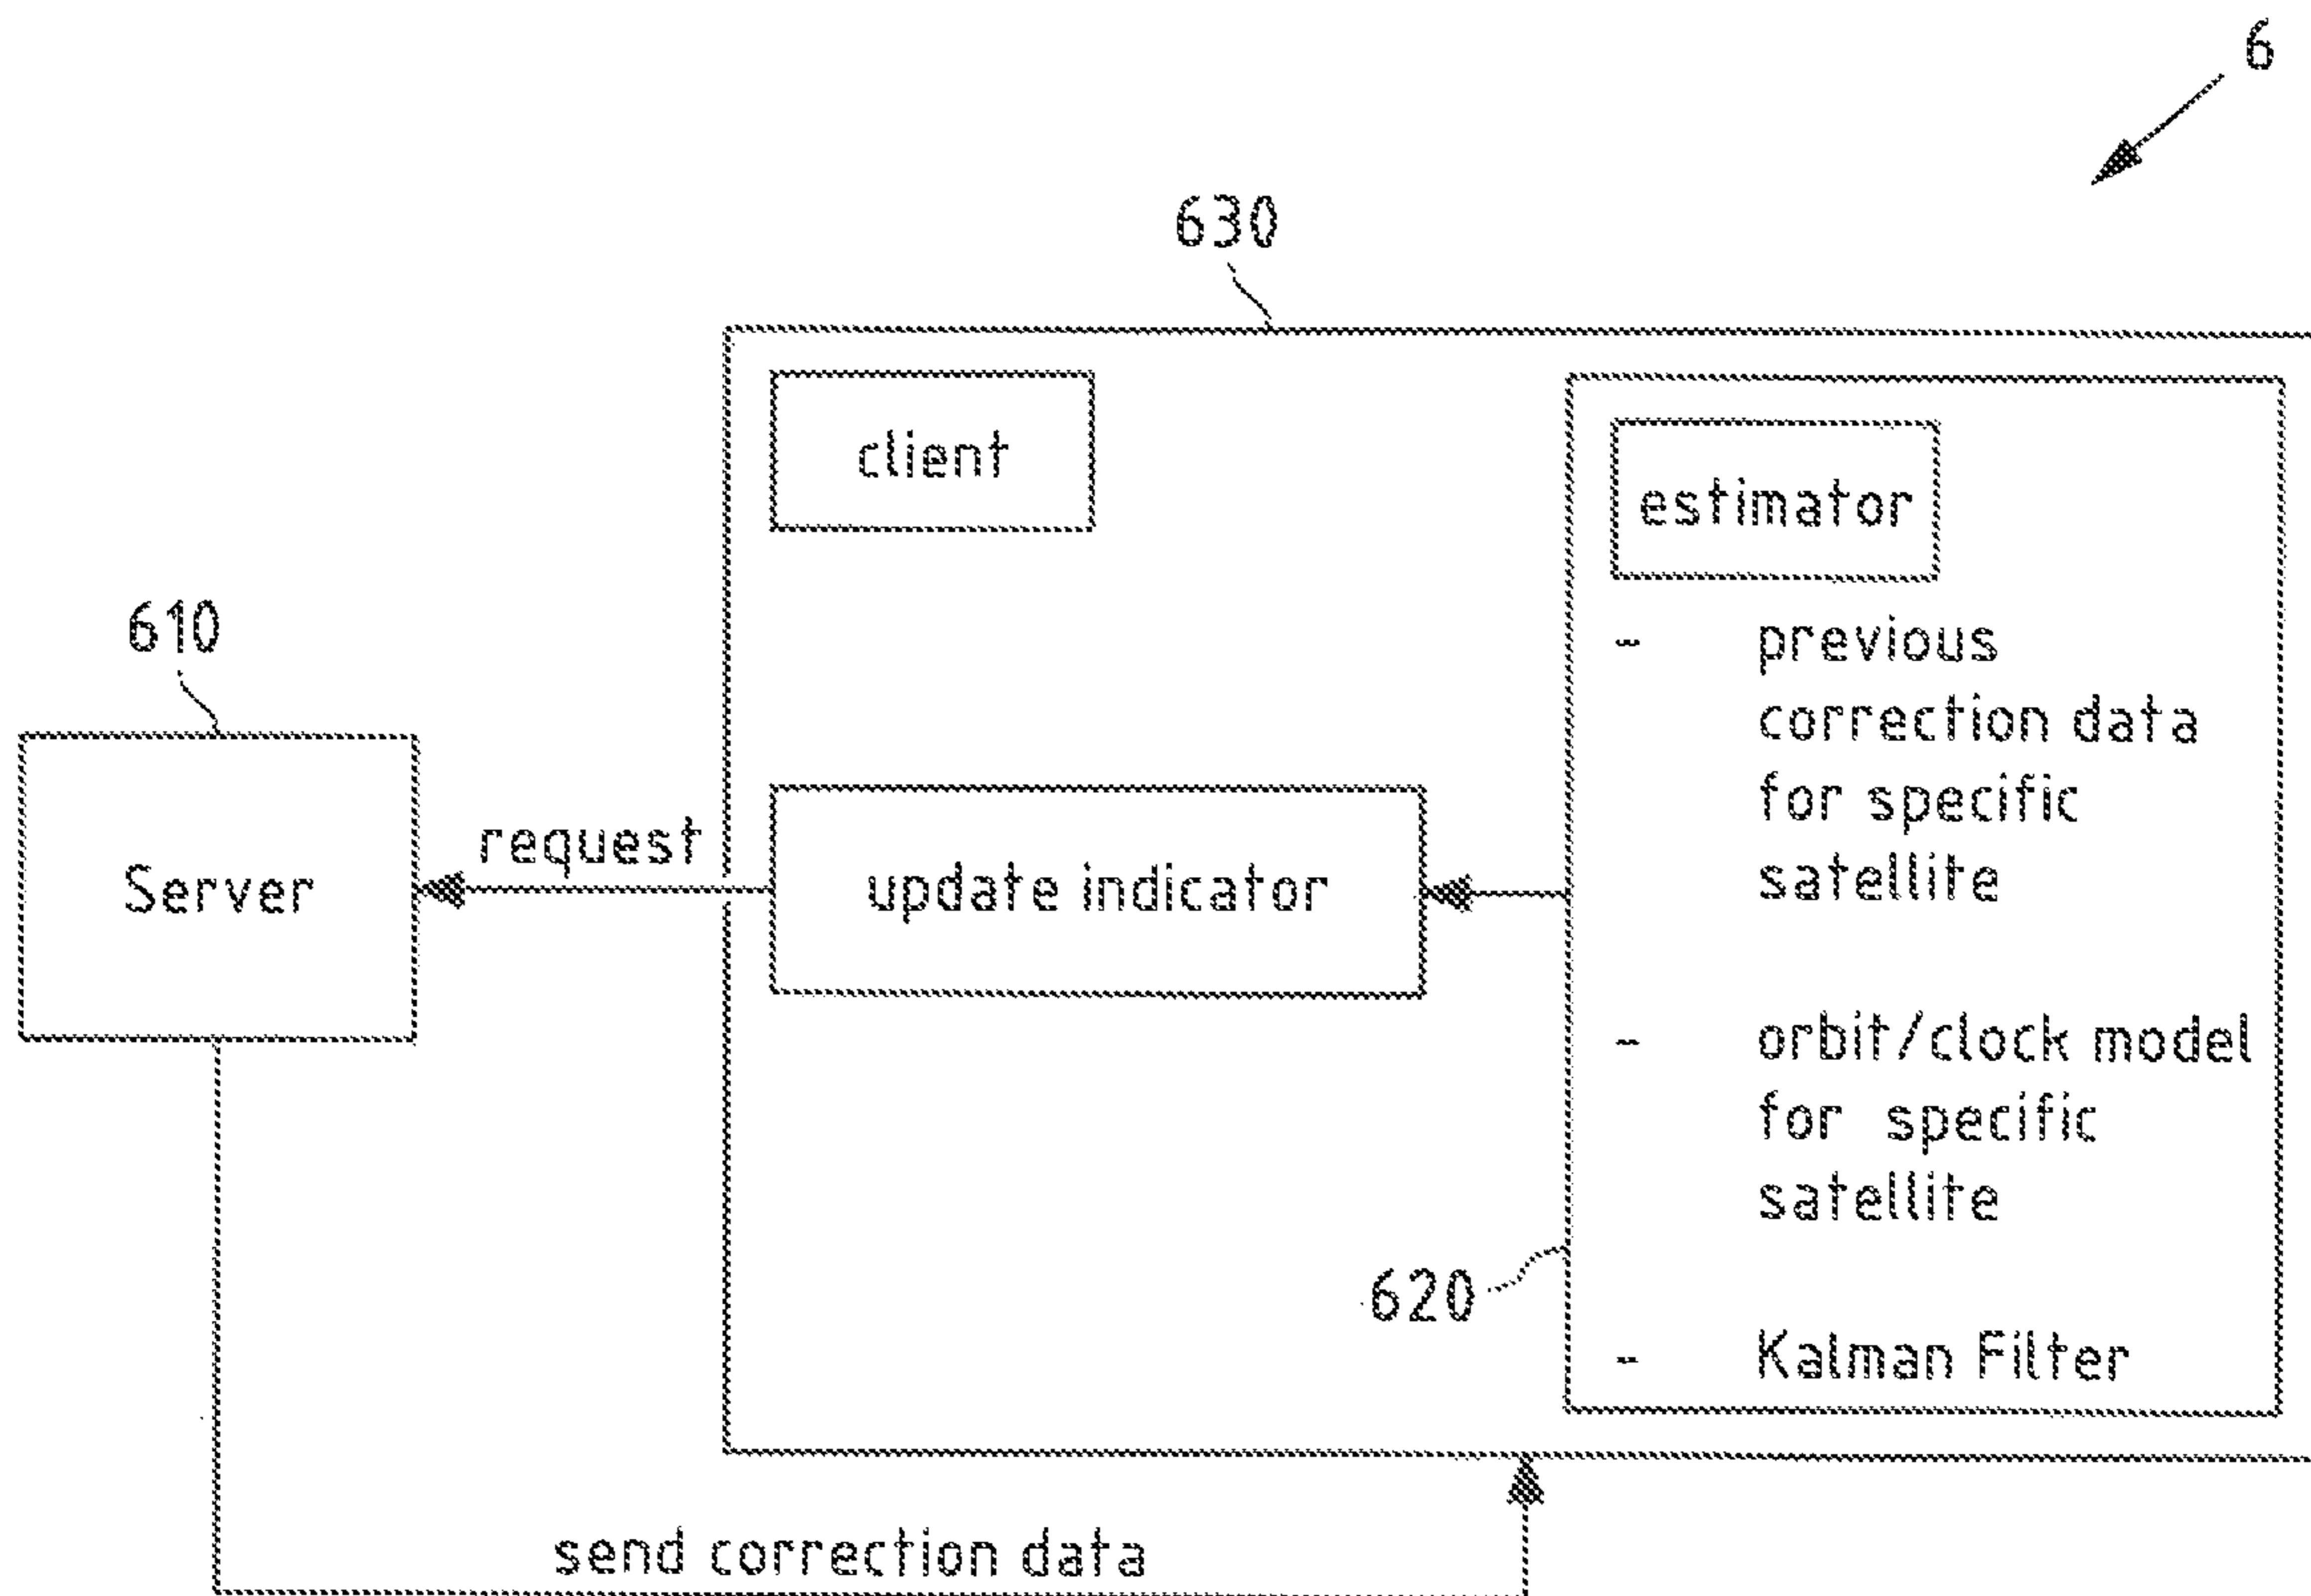 6
630
client
estimator
610
- previous
correction data
for specific
satellite
request
Server
update indicator
- orbit/clock model
for specific
satellite
620
- Kalman Filter
send correction data